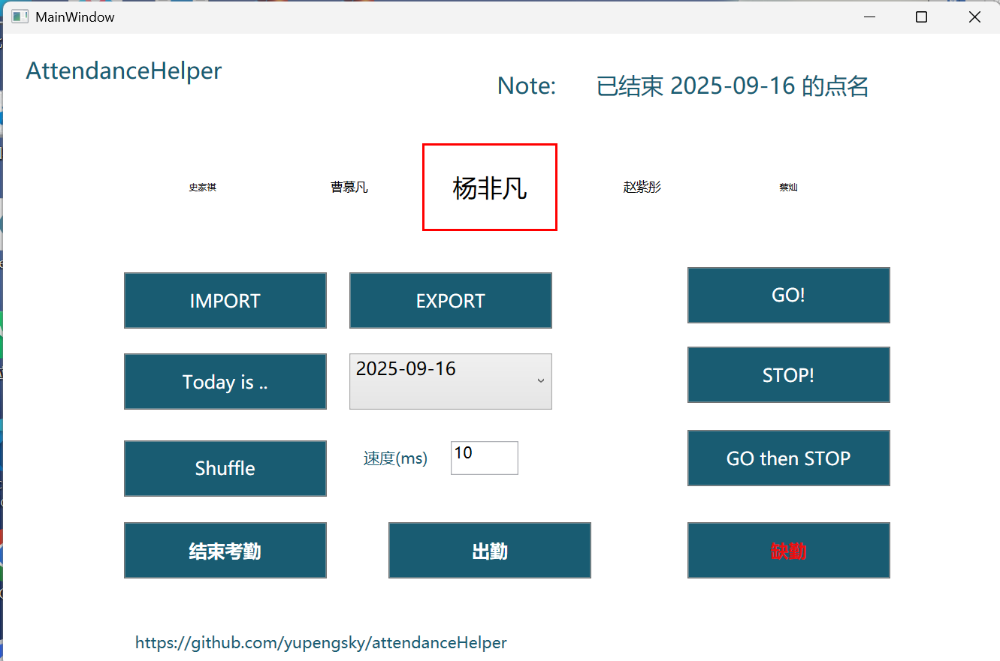 MainWindow
AttendanceHelper
Note: 已结束 2025-09-16 的点名
史家祺 曹慕凡 杨非凡 赵紫彤 蔡灿
IMPORT EXPORT GO!
Today is .. 2025-09-16 STOP!
Shuffle 速度(ms) 10 GO then STOP
结束考勤 出勤 缺勤
https://github.com/yupengsky/attendanceHelper